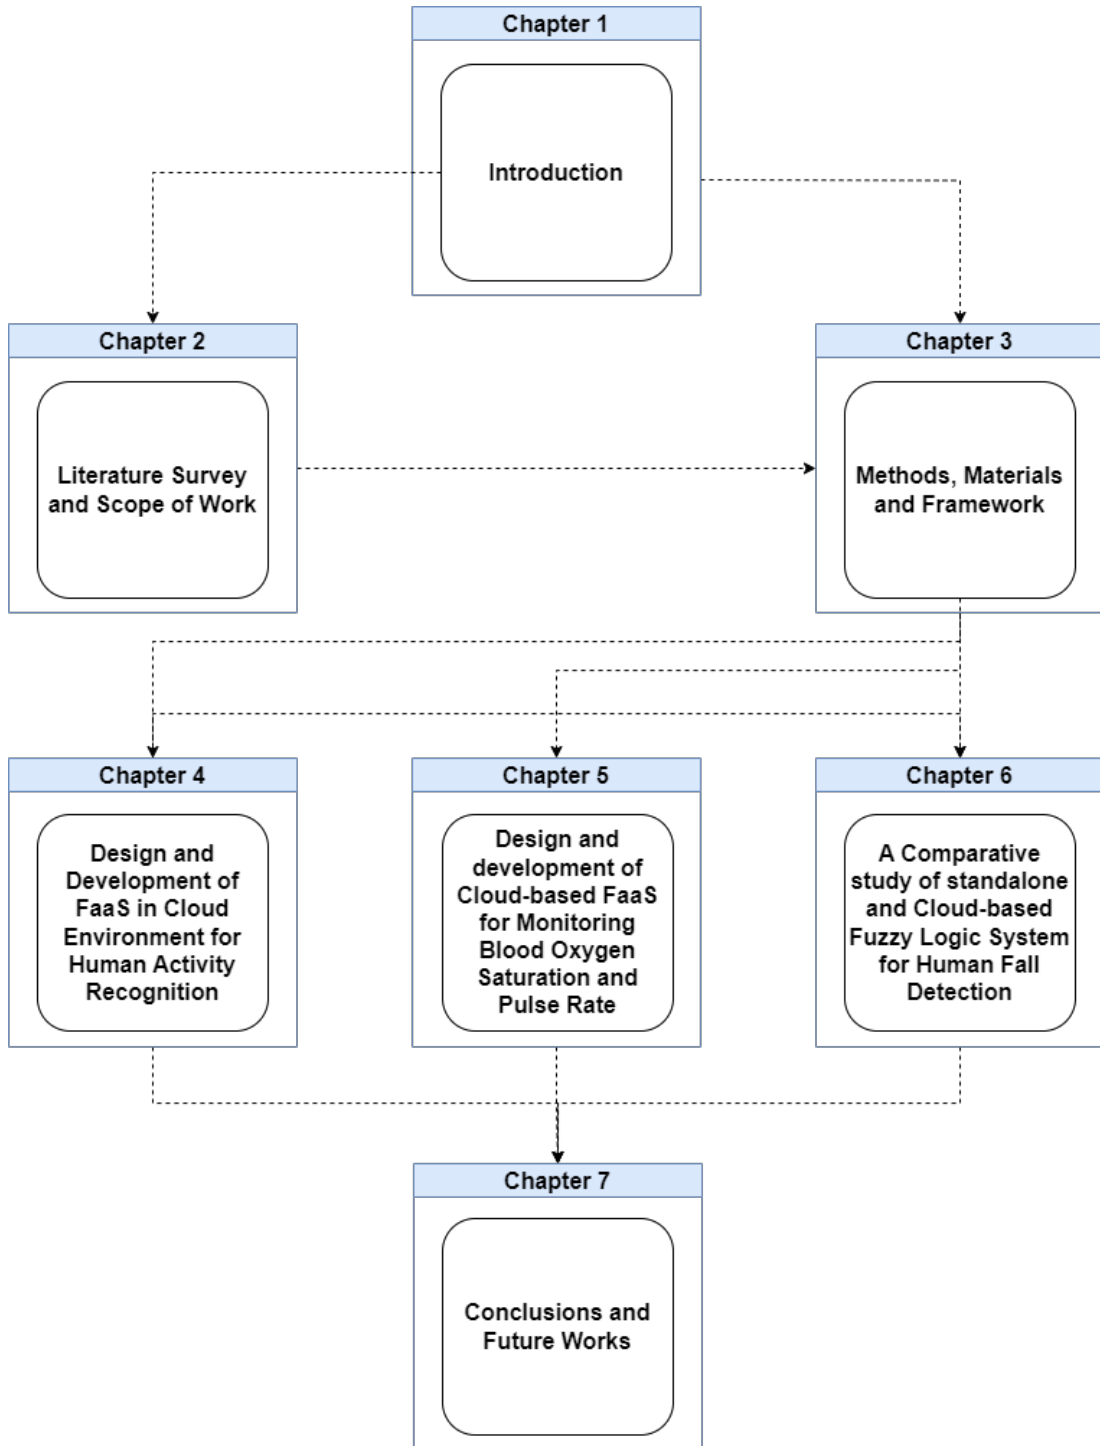 Chapter 1
Introduction
Chapter 2
Literature Survey
and Scope of Work
Chapter 3
Methods, Materials
and Framework
Chapter 4
Design and
Development of
FaaS in Cloud
Environment for
Human Activity
Recognition
Chapter 5
Design and
development of
Cloud-based FaaS
for Monitoring
Blood Oxygen
Saturation and
Pulse Rate
Chapter 6
A Comparative
study of standalone
and Cloud-based
Fuzzy Logic System
for Human Fall
Detection
Chapter 7
Conclusions and
Future Works